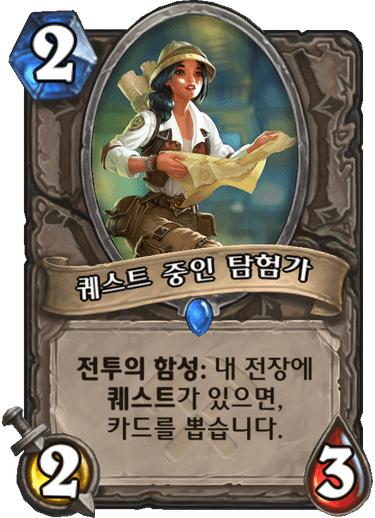 2
퀘스트 중인 탐험가
전투의 함성: 내 전장에
퀘스트가 있으면,
카드를 뽑습니다.
2
3